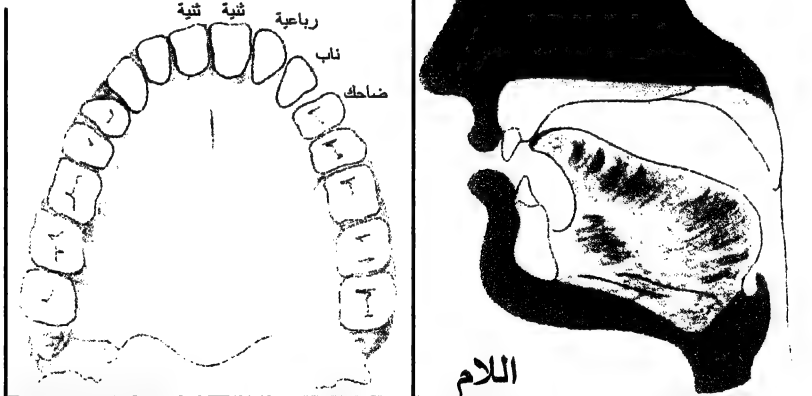 ثنية
ثنية
رباعية
ناب
ضاحك
اللام